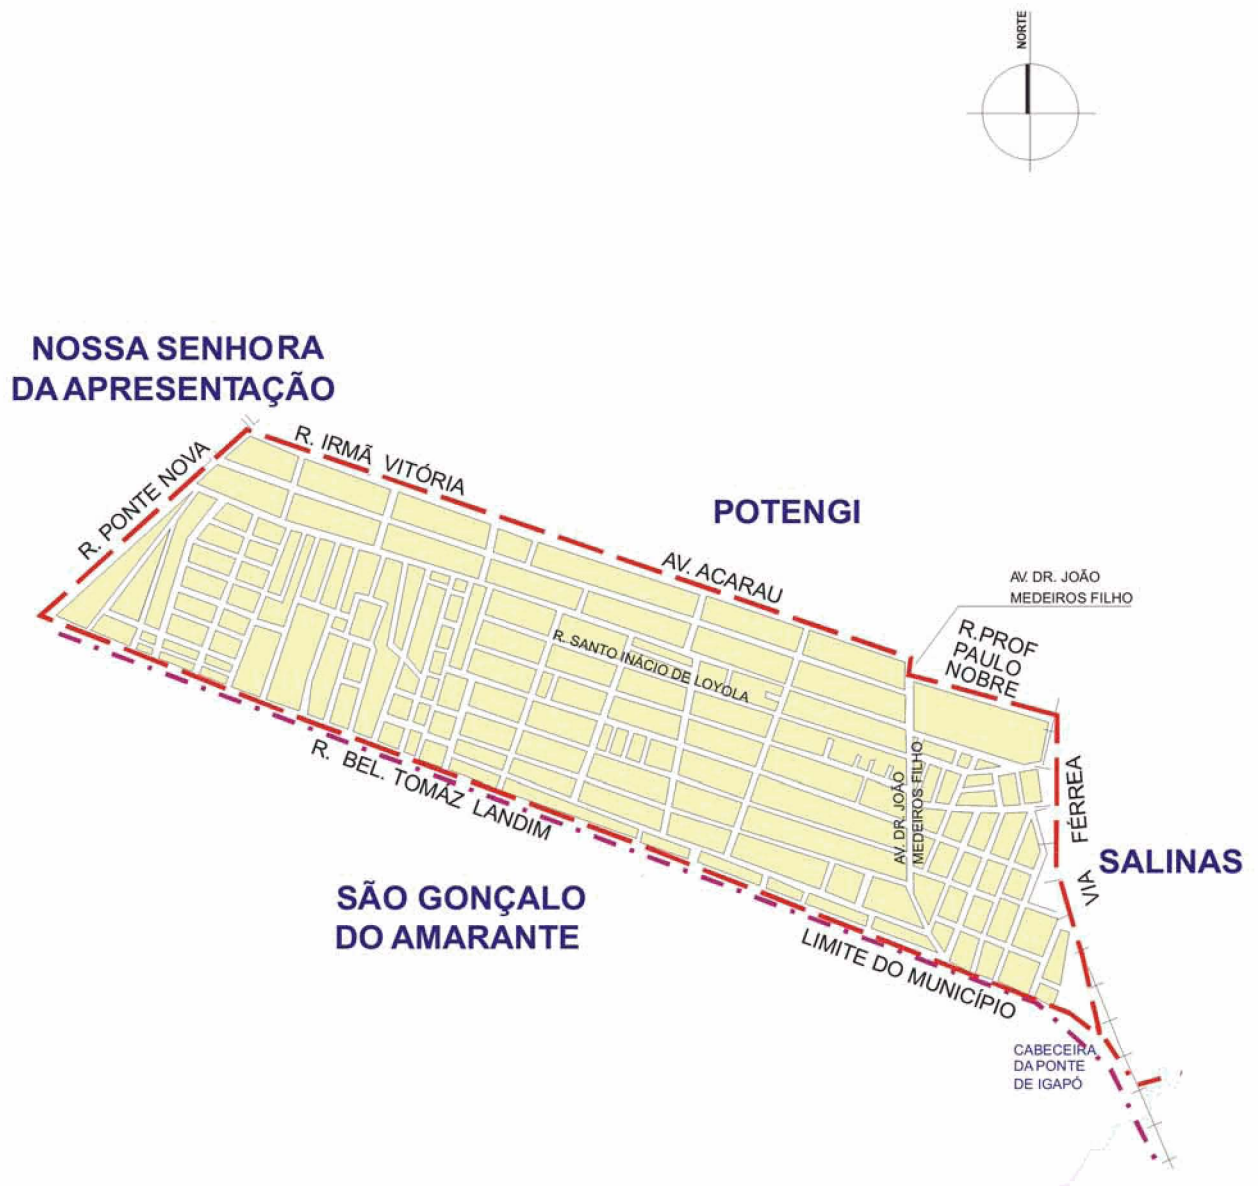 NORTE
NOSSA SENHORA
DA APRESENTAÇÃO
R. IRMÃ VITÓRIA
R. PONTE NOVA
POTENGI
AV. ACARAU
AV. DR. JOÃO
MEDEIROS FILHO
R.PROF
PAULO
NOBRE
R. SANTO INÁCIO DE LOYOLA
R. BEL. TOMAZ LANDIM
AV. DR. JOÃO
MEDEIROS FILHO
VIA FÉRREA
SALINAS
SÃO GONÇALO
DO AMARANTE
LIMITE DO MUNICÍPIO
CABECEIRA
DA PONTE
DE IGAPÓ